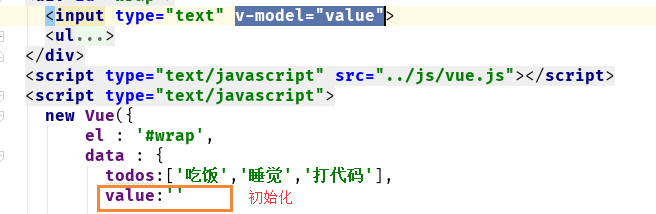 <input type="text" v-model="value">
<ul...>
</div>
<script type="text/javascript" src="../js/vue.js"></script>
<script type="text/javascript">
new Vue({
el : '#wrap',
data : {
todos:['吃饭','睡觉','打代码'],
value:'' 初始化